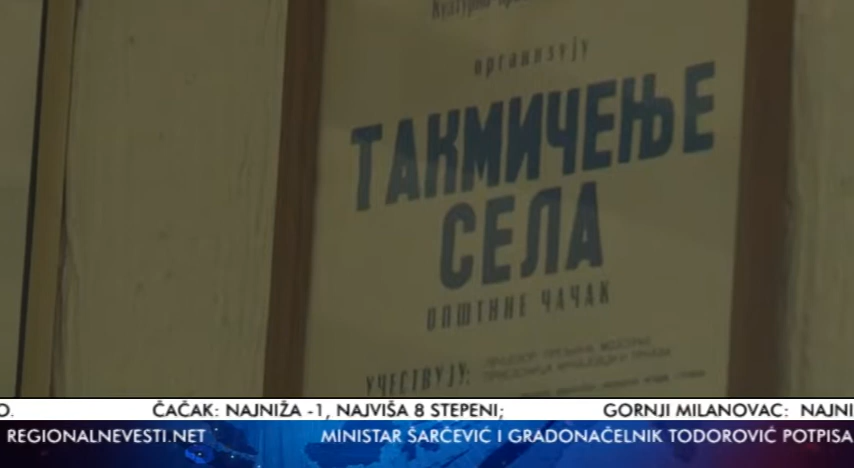 организују
ТАКМИЧЕЊЕ
СЕЛА
ОПШТИНЕ ЧАЧАК
УЧЕСТВУЈУ:
O. ČAČAK: NAJNIŽA -1, NAJVIŠA 8 STEPENI; GORNJI MILANOVAC: NAJNI
REGIONALNEVESTI.NET MINISTAR ŠARČEVIĆ I GRADONAČELNIK TODOROVIĆ POTPISA